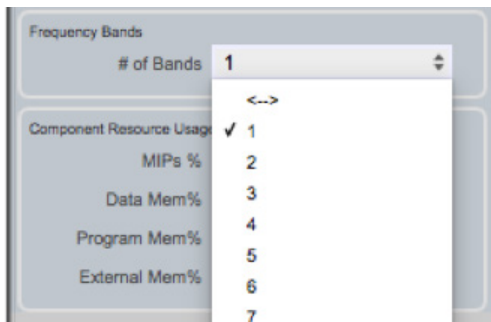 Frequency Bands
# of Bands 1
<-->
Component Resource Usage ✓ 1
MIPs % 2
Data Mem% 3
4
Program Mem%
5
External Mem% 6
7